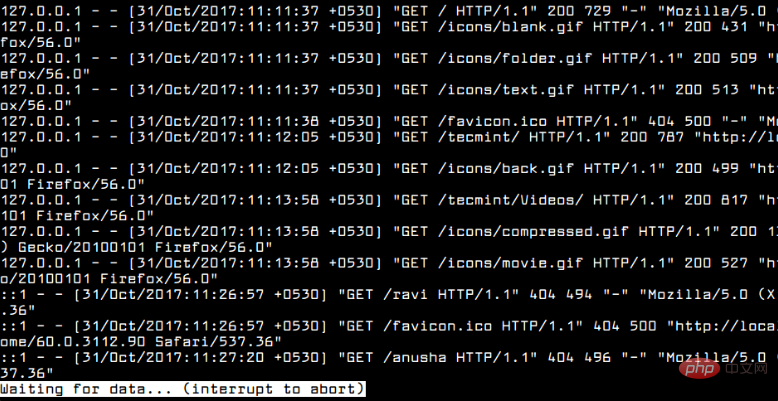 127.0.0.1 - - [31/Oct/2017:11:11:37 +0530] "GET / HTTP/1.1" 200 729 "-" "Mozilla/5.0
127.0.0.1 - - [31/Oct/2017:11:11:37 +0530] "GET /icons/blank.gif HTTP/1.1" 200 431 "h
fox/56.0"
127.0.0.1 - - [31/Oct/2017:11:11:37 +0530] "GET /icons/folder.gif HTTP/1.1" 200 509 "
efox/56.0"
127.0.0.1 - - [31/Oct/2017:11:11:37 +0530] "GET /icons/text.gif HTTP/1.1" 200 513 "ht
ox/56.0"
127.0.0.1 - - [31/Oct/2017:11:11:38 +0530] "GET /favicon.ico HTTP/1.1" 404 500 "-" "Mo
127.0.0.1 - - [31/Oct/2017:11:12:05 +0530] "GET /tecmint/ HTTP/1.1" 200 787 "http://lo
0"
127.0.0.1 - - [31/Oct/2017:11:12:05 +0530] "GET /icons/back.gif HTTP/1.1" 200 499 "ht
01 Firefox/56.0"
127.0.0.1 - - [31/Oct/2017:11:13:58 +0530] "GET /tecmint/Videos/ HTTP/1.1" 200 817 "h
101 Firefox/56.0"
127.0.0.1 - - [31/Oct/2017:11:13:58 +0530] "GET /icons/compressed.gif HTTP/1.1" 200 1
) Gecko/20100101 Firefox/56.0"
127.0.0.1 - - [31/Oct/2017:11:13:58 +0530] "GET /icons/movie.gif HTTP/1.1" 200 527 "h
o/20100101 Firefox/56.0"
::1 - - [31/Oct/2017:11:26:57 +0530] "GET /ravi HTTP/1.1" 404 494 "-" "Mozilla/5.0 (X
.36"
::1 - - [31/Oct/2017:11:26:57 +0530] "GET /favicon.ico HTTP/1.1" 404 500 "http://loca
ome/60.0.3112.90 Safari/537.36"
::1 - - [31/Oct/2017:11:27:20 +0530] "GET /anusha HTTP/1.1" 404 496 "-" "Mozilla/5.0
37.36"
php 中文网
Waiting for data... (interrupt to abort)